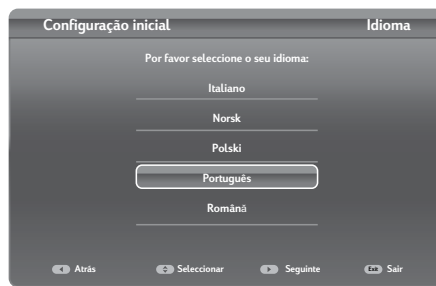 Configuração inicial Idioma
Por favor seleccione o seu idioma:
Italiano
Norsk
Polski
Português
Română
Atrás Seleccionar Seguinte Exit Sair